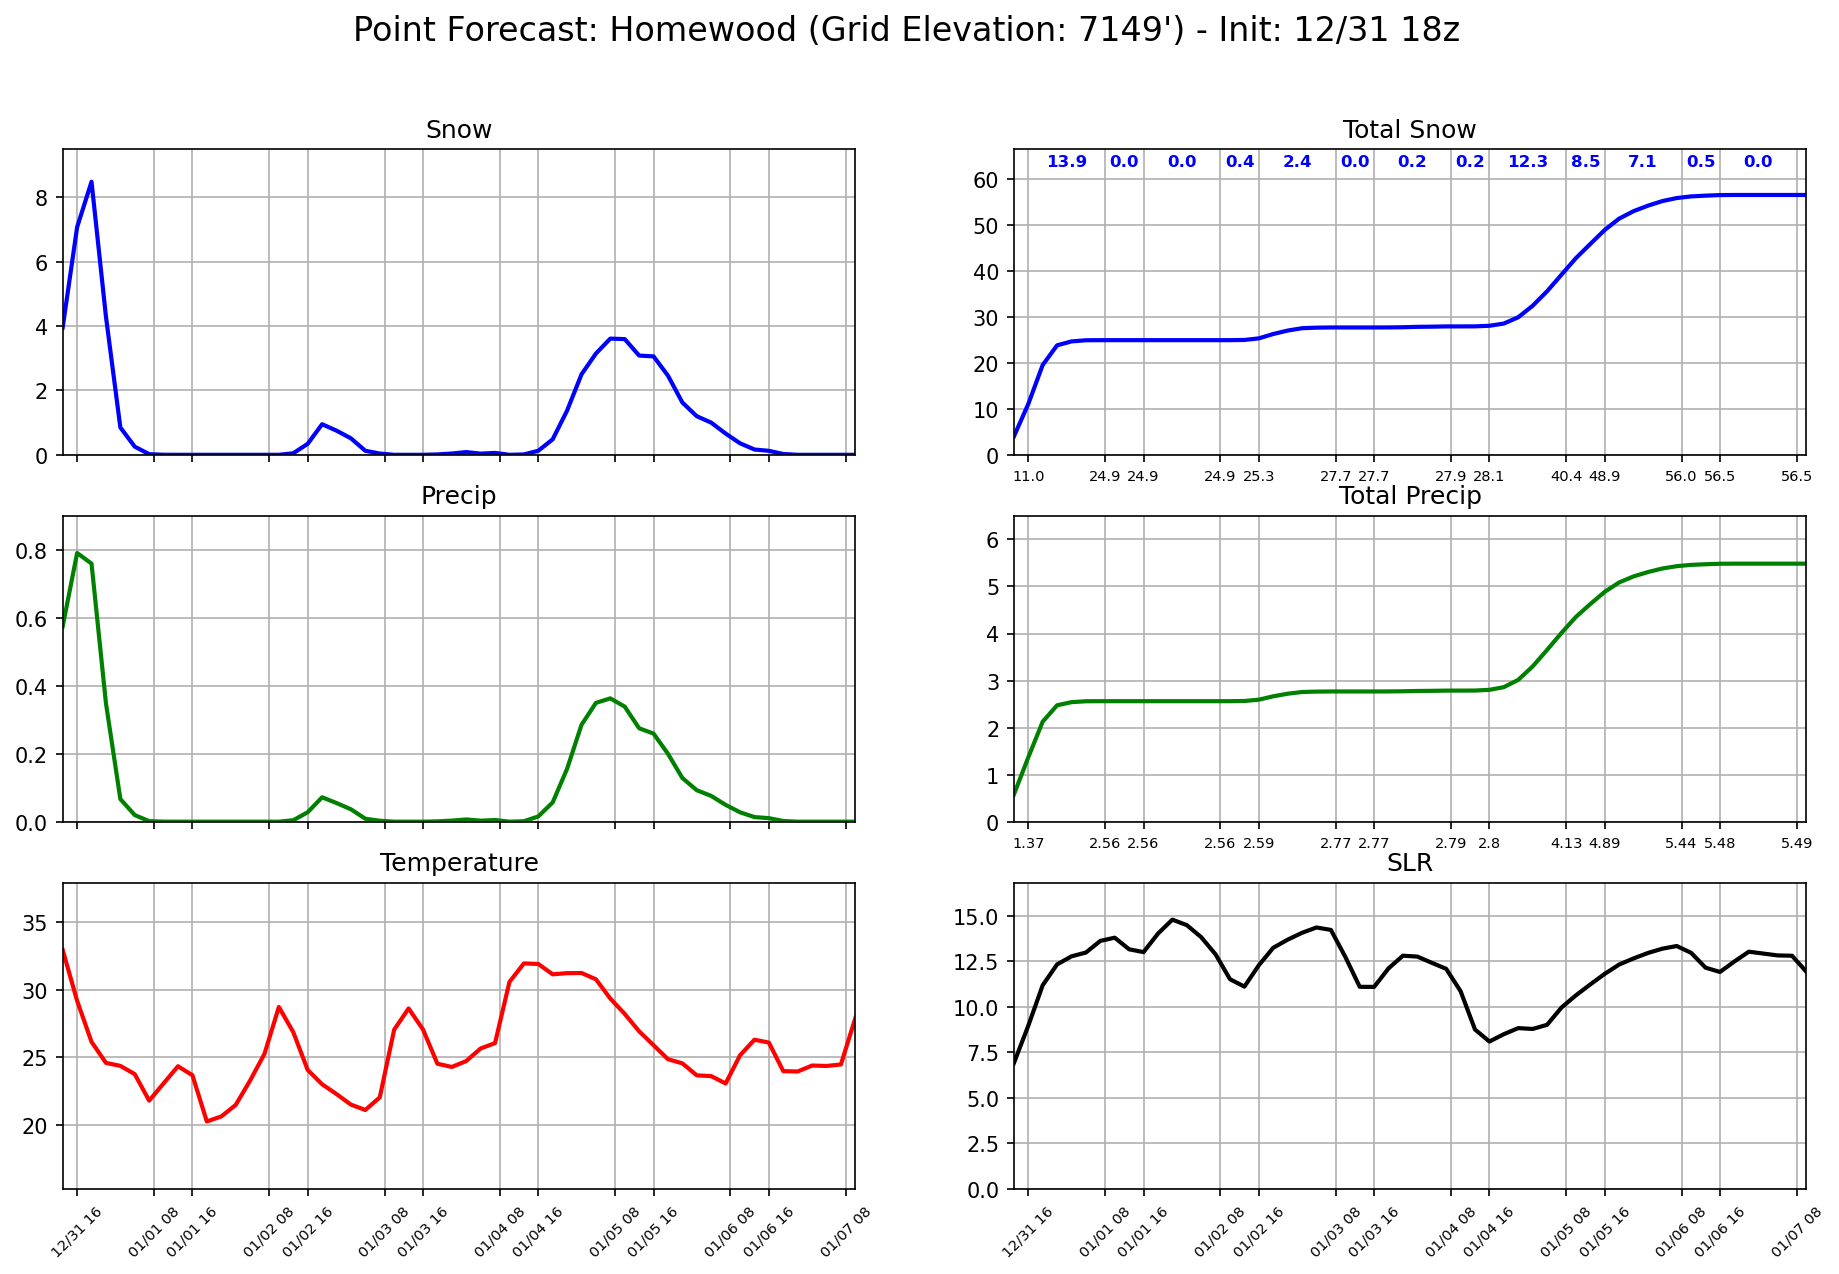 Point Forecast: Homewood (Grid Elevation: 7149') - Init: 12/31 18z
Snow
8
6
4
2
0
Total Snow
13.9 0.0 0.0 0.4 2.4 0.0 0.2 0.2 12.3 8.5 7.1 0.5 0.0
60
50
40
30
20
10
0
11.0 24.9 24.9 24.9 25.3 27.7 27.7 27.9 28.1 40.4 48.9 56.0 56.5 56.5
Precip
0.8
0.6
0.4
0.2
0.0
Total Precip
6
5
4
3
2
1
0
1.37 2.56 2.56 2.56 2.59 2.77 2.77 2.79 2.8 4.13 4.89 5.44 5.48 5.49
Temperature
35
30
25
20
12/31 16 01/01 08 01/01 16 01/02 08 01/02 16 01/03 08 01/03 16 01/04 08 01/04 16 01/05 08 01/05 16 01/06 08 01/06 16 01/07 08
SLR
15.0
12.5
10.0
7.5
5.0
2.5
0.0
12/31 16 01/01 08 01/01 16 01/02 08 01/02 16 01/03 08 01/03 16 01/04 08 01/04 16 01/05 08 01/05 16 01/06 08 01/06 16 01/07 08